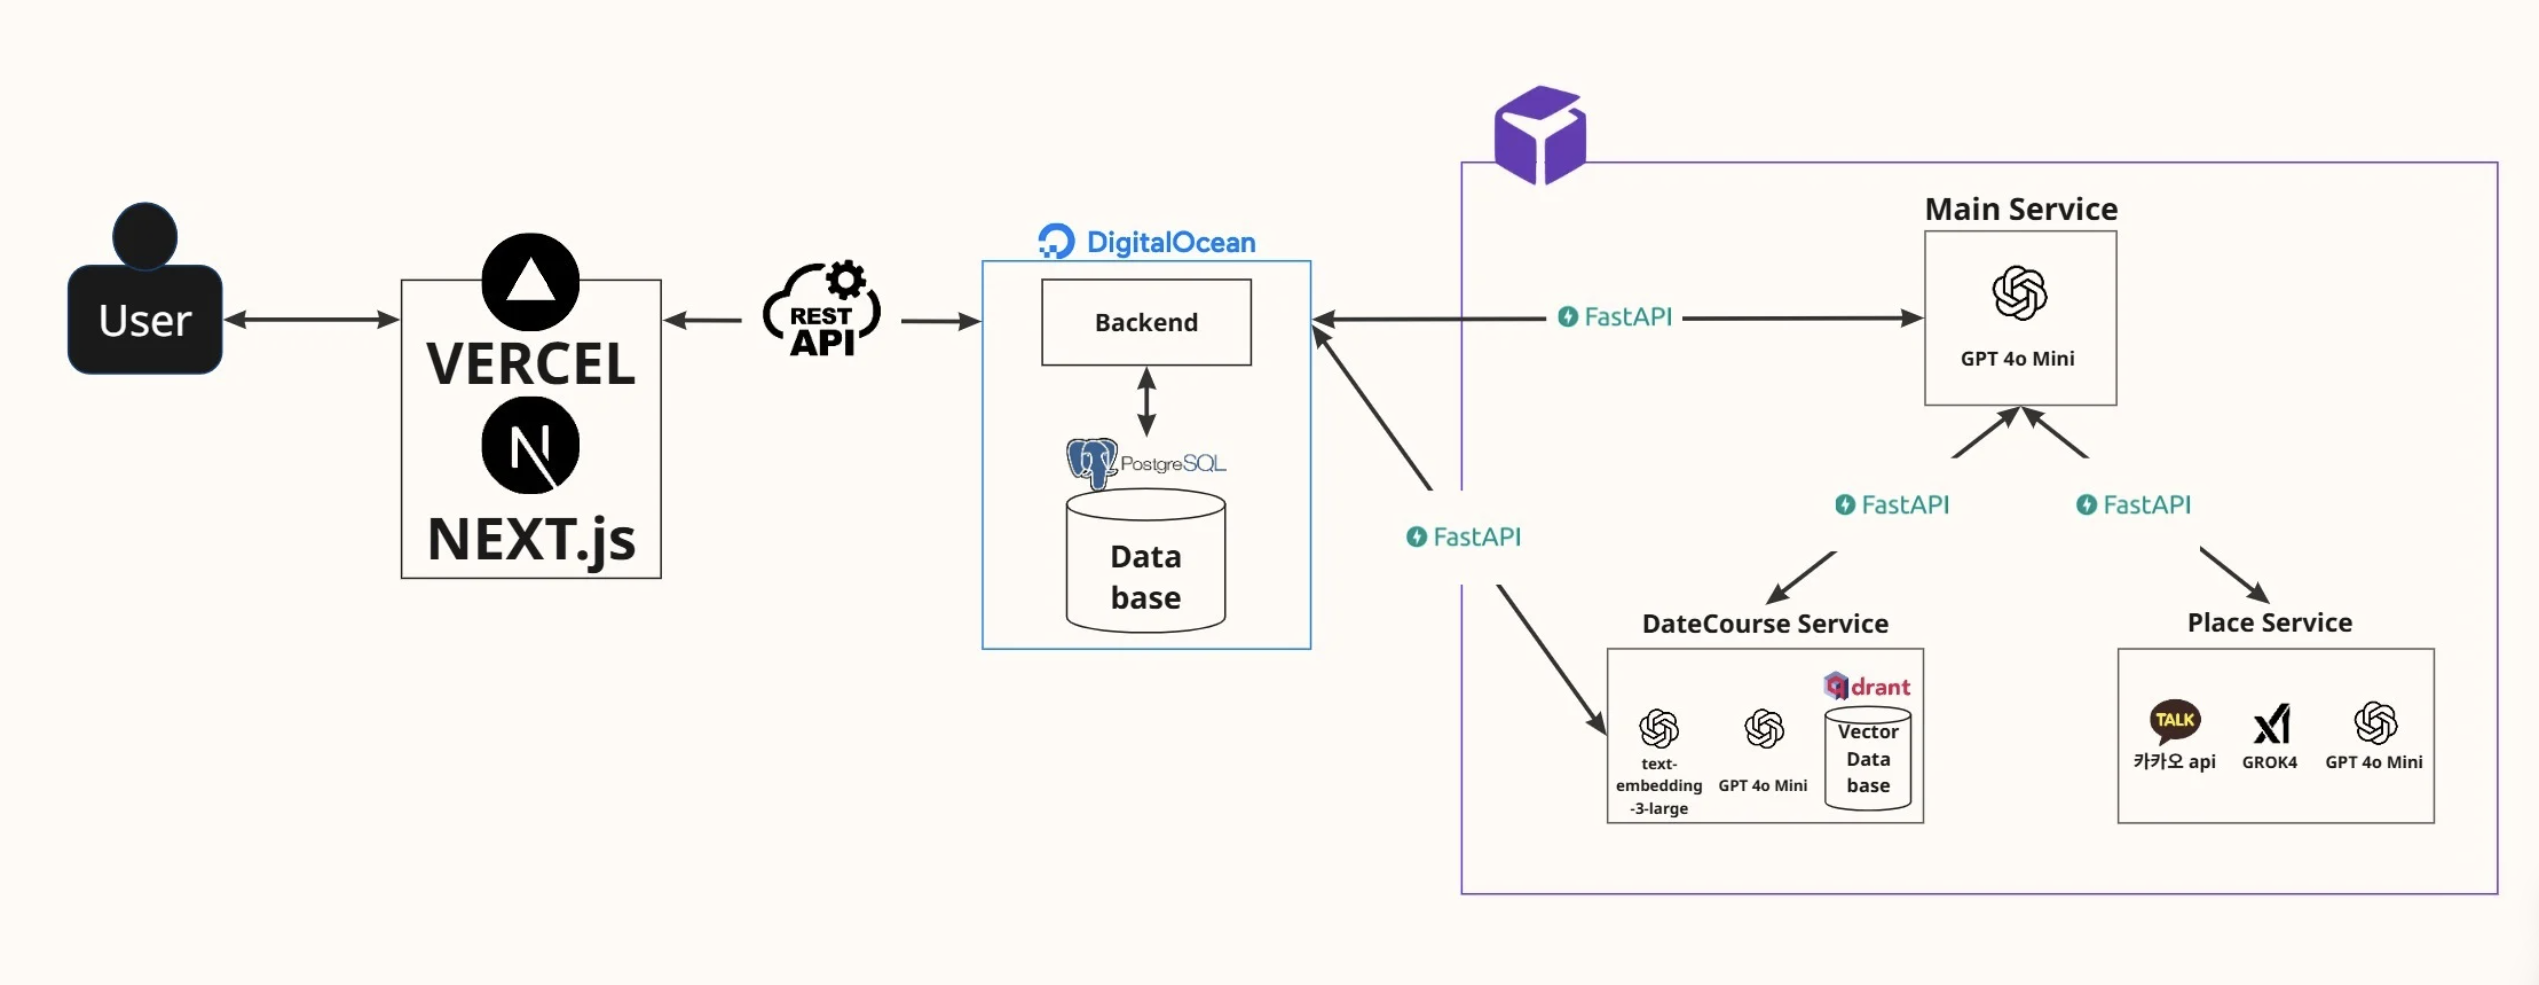 User
VERCEL
NEXT.js
REST
API
DigitalOcean
Backend
PostgreSQL
Data
base
FastAPI
FastAPI
Main Service
GPT 4o Mini
FastAPI
FastAPI
DateCourse Service
text-
embedding
-3-large
GPT 4o Mini
qdrant
Vector
Data
base
Place Service
TALK
카카오 api
GROK4
GPT 4o Mini